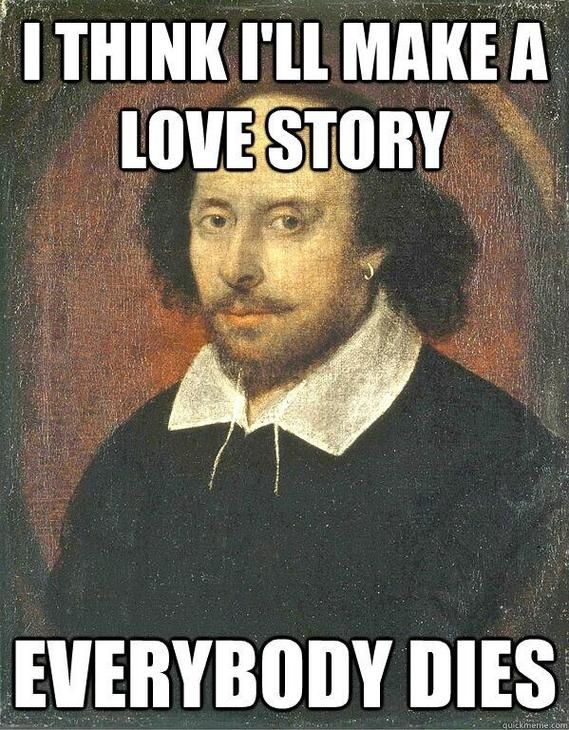 I THINK I'LL MAKE A
LOVE STORY
EVERYBODY DIES
quickmeme.com